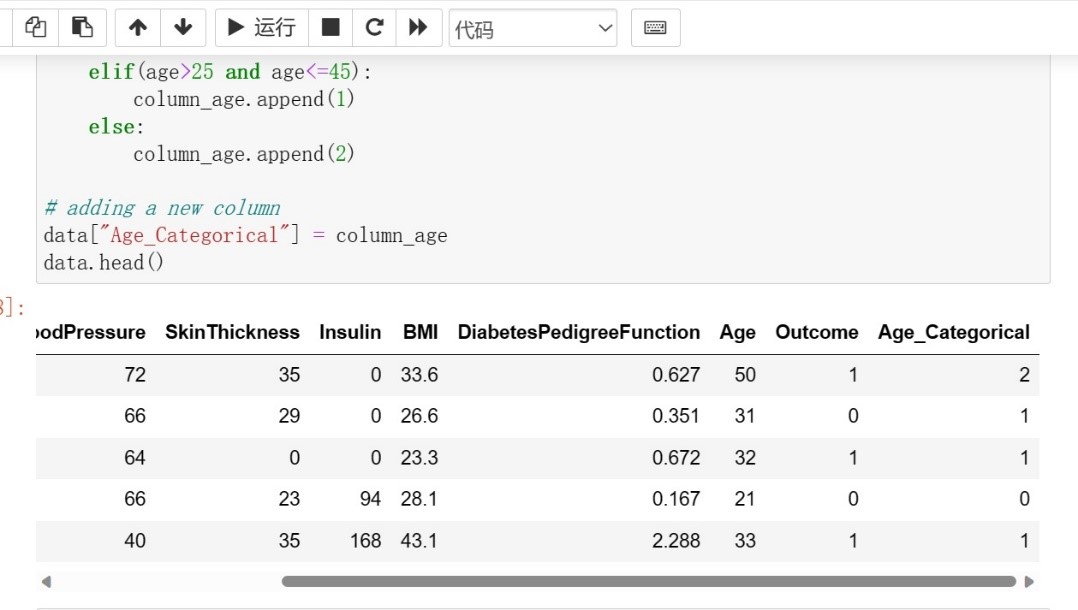 运行 代码
elif(age>25 and age<=45):
column_age.append(1)
else:
column_age.append(2)
# adding a new column
data["Age_Categorical"] = column_age
data.head()
SkinThickness Insulin BMI DiabetesPedigreeFunction Age Outcome Age_Categorical
72 35 0 33.6 0.627 50 1 2
66 29 0 26.6 0.351 31 0 1
64 0 0 23.3 0.672 32 1 1
66 23 94 28.1 0.167 21 0 0
40 35 168 43.1 2.288 33 1 1